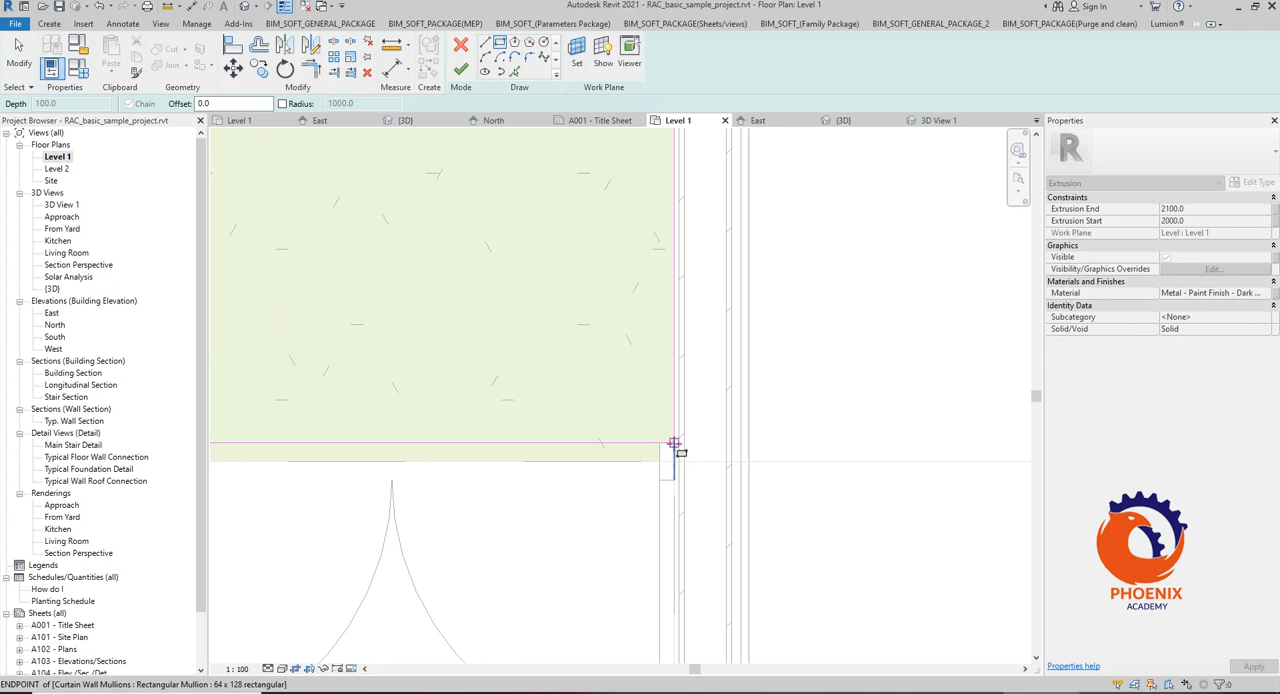 Autodesk Revit 2021 - RAC_basic_sample_project.rvt - Floor Plan: Level 1
Sign In
File Architecture Insert Annotate View Manage Add-Ins BIM_SOFT_GENERAL_PACKAGE BIM_SOFT_PACKAGE(MEP) BIM_SOFT_(Parameters Package) BIM_SOFT_PACKAGE(Sheets/views) BIM_SOFT_(Family Package) BIM_SOFT_GENERAL_PACKAGE_2 BIM_SOFT_PACKAGE(Purge and clean) Lumion®
Cut
Join
Modify Paste Set Show Viewer
Select Properties Clipboard Geometry Modify Measure Create Mode Draw Work Plane
Depth 100.0 Chain Offset: 0.0 Radius: 1000.0
Project Browser - RAC_basic_sample_project.rvt
Level 1 East {3D} North A001 - Title Sheet Level 1 East {3D} 3D View 1
Properties
Views (all)
Floor Plans
Level 1
Level 2
Site
3D Views
3D View 1
Approach
From Yard
Kitchen
Living Room
Section Perspective
Solar Analysis
{3D}
Elevations (Building Elevation)
East
North
South
West
Sections (Building Section)
Building Section
Longitudinal Section
Stair Section
Sections (Wall Section)
Typ. Wall Section
Detail Views (Detail)
Main Stair Detail
Typical Floor Wall Connection
Typical Foundation Detail
Typical Wall Roof Connection
Renderings
Approach
From Yard
Kitchen
Living Room
Section Perspective
Legends
Schedules/Quantities (all)
How do I
Planting Schedule
Sheets (all)
A001 - Title Sheet
A101 - Site Plan
A102 - Plans
A103 - Elevations/Sections
A104 - Elev./Sec./Det.
R
Extrusion Edit Type
Constraints
Extrusion End 2100.0
Extrusion Start 2000.0
Work Plane Level : Level 1
Graphics
Visible
Visibility/Graphics Overrides Edit...
Materials and Finishes
Material Metal - Paint Finish - Dark ...
Identity Data
Subcategory <None>
Solid/Void Solid
PHOENIX
ACADEMY
Properties help Apply
1 : 100
ENDPOINT of [Curtain Wall Mullions : Rectangular Mullion : 64 x 128 rectangular]
:0